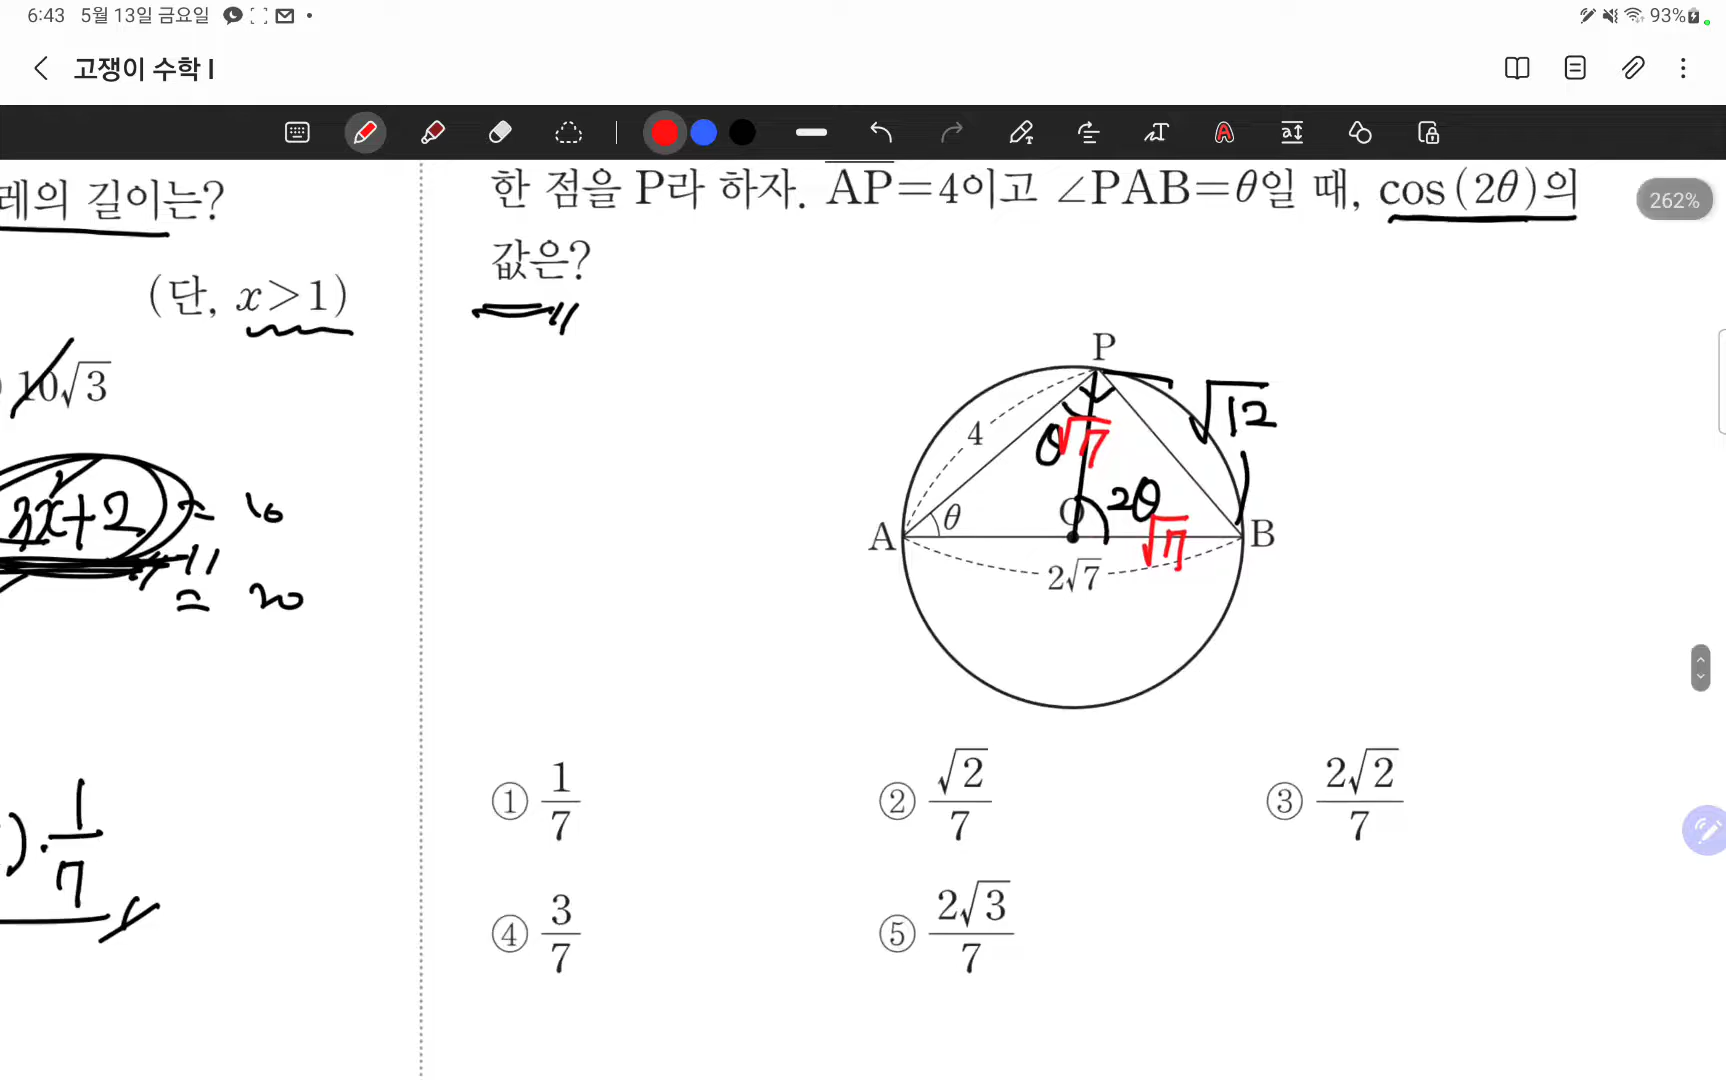 6:43 5월 13일 금요일 93%
고쟁이 수학 I
레의 길이는?
(단, x>1)
10√3
2x+2 = 16
= 20
) · 1/7
262%
한 점을 P라 하자. AP=4이고 ∠PAB=θ일 때, cos(2θ)의
값은?
P
√12
4
θ √7
2θ
A θ O √7 B
2√7
① 1/7 ② √2/7 ③ 2√2/7
④ 3/7 ⑤ 2√3/7